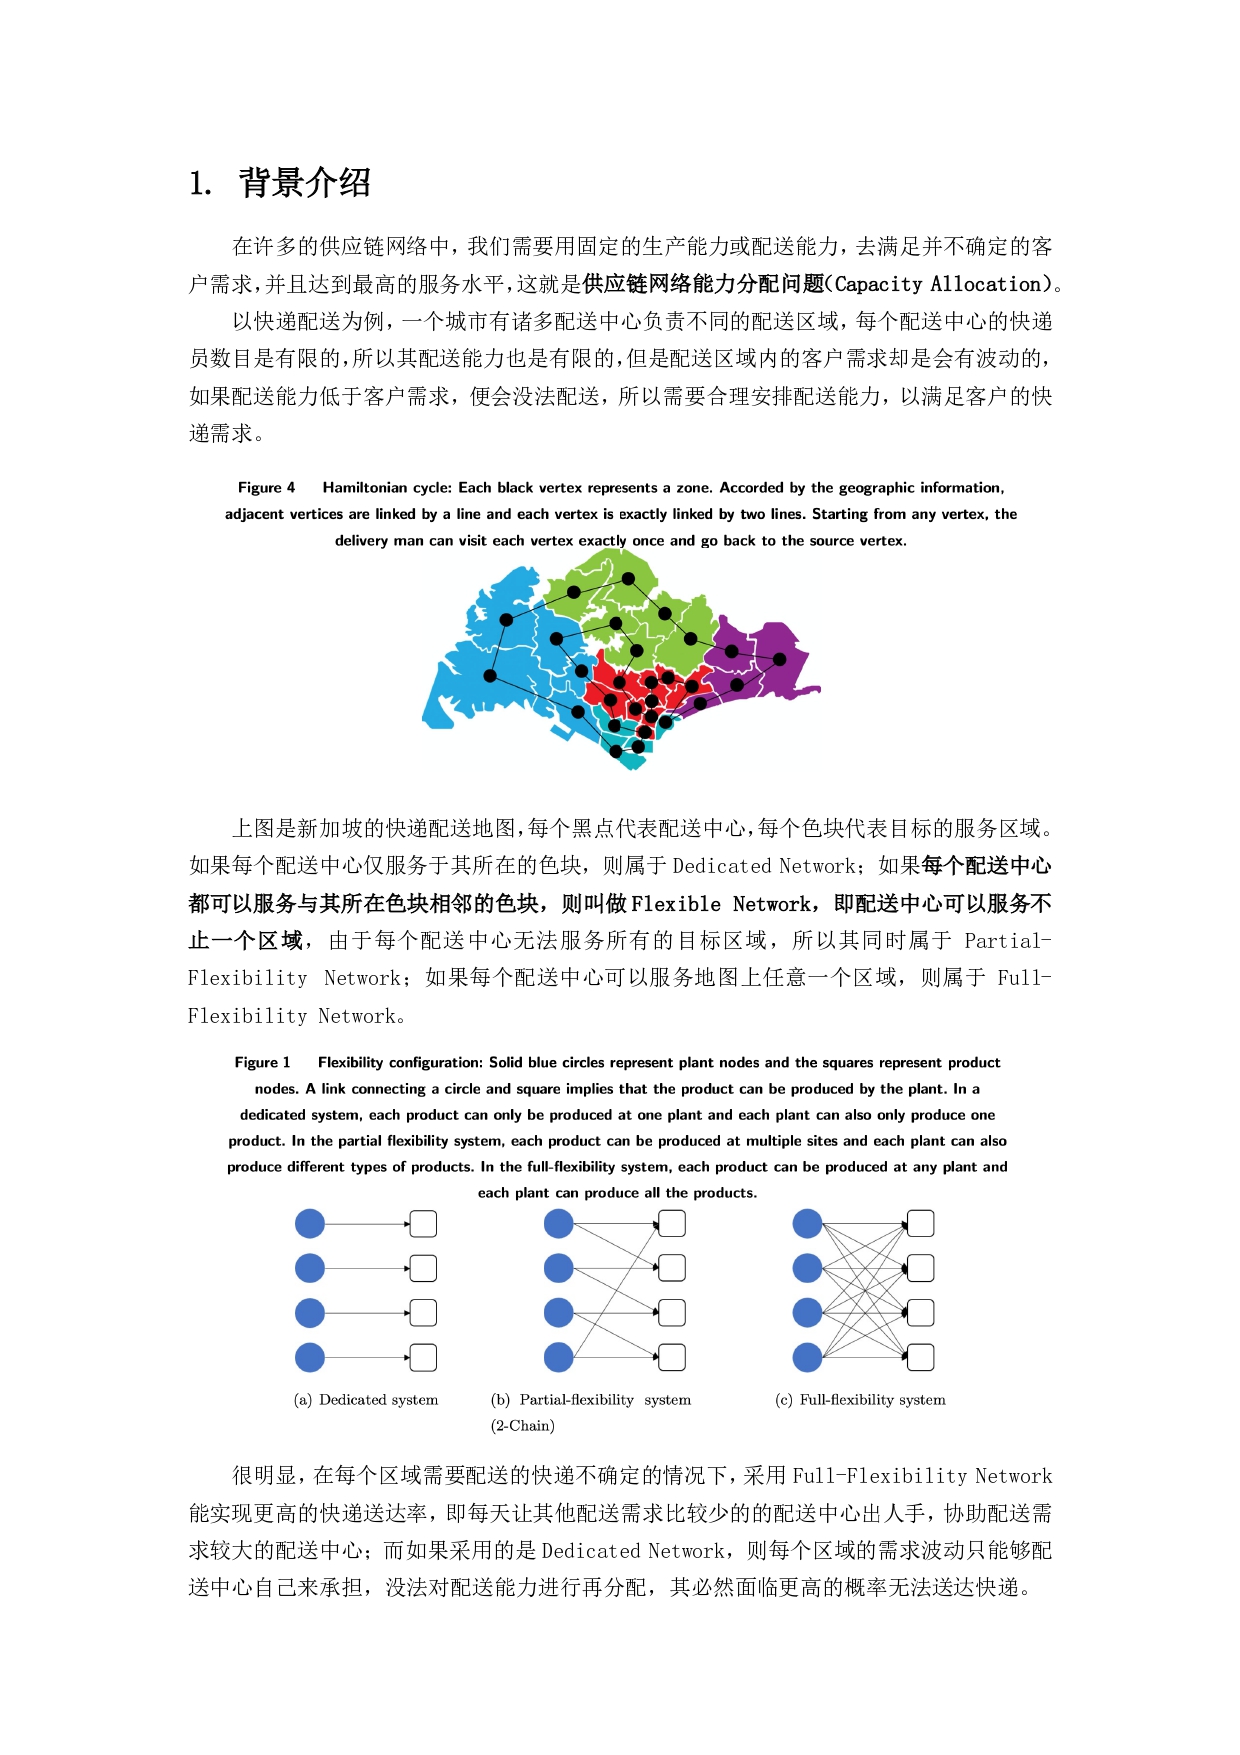 1. 背景介绍
在许多的供应链网络中，我们需要用固定的生产能力或配送能力，去满足并不确定的客
户需求，并且达到最高的服务水平，这就是供应链网络能力分配问题(Capacity Allocation)。
以快递配送为例，一个城市有诸多配送中心负责不同的配送区域，每个配送中心的快递
员数目是有限的，所以其配送能力也是有限的，但是配送区域内的客户需求却是会有波动的，
如果配送能力低于客户需求，便会没法配送，所以需要合理安排配送能力，以满足客户的快
递需求。
Figure 4 Hamiltonian cycle: Each black vertex represents a zone. Accorded by the geographic information,
adjacent vertices are linked by a line and each vertex is exactly linked by two lines. Starting from any vertex, the
delivery man can visit each vertex exactly once and go back to the source vertex.
上图是新加坡的快递配送地图，每个黑点代表配送中心，每个色块代表目标的服务区域。
如果每个配送中心仅服务于其所在的色块，则属于 Dedicated Network；如果每个配送中心
都可以服务与其所在色块相邻的色块，则叫做 Flexible Network，即配送中心可以服务不
止一个区域，由于每个配送中心无法服务所有的目标区域，所以其同时属于 Partial-
Flexibility Network；如果每个配送中心可以服务地图上任意一个区域，则属于 Full-
Flexibility Network。
Figure 1 Flexibility configuration: Solid blue circles represent plant nodes and the squares represent product
nodes. A link connecting a circle and square implies that the product can be produced by the plant. In a
dedicated system, each product can only be produced at one plant and each plant can also only produce one
product. In the partial flexibility system, each product can be produced at multiple sites and each plant can also
produce different types of products. In the full-flexibility system, each product can be produced at any plant and
each plant can produce all the products.
(a) Dedicated system (b) Partial-flexibility system (c) Full-flexibility system
(2-Chain)
很明显，在每个区域需要配送的快递不确定的情况下，采用 Full-Flexibility Network
能实现更高的快递送达率，即每天让其他配送需求比较少的的配送中心出人手，协助配送需
求较大的配送中心；而如果采用的是 Dedicated Network，则每个区域的需求波动只能够配
送中心自己来承担，没法对配送能力进行再分配，其必然面临更高的概率无法送达快递。